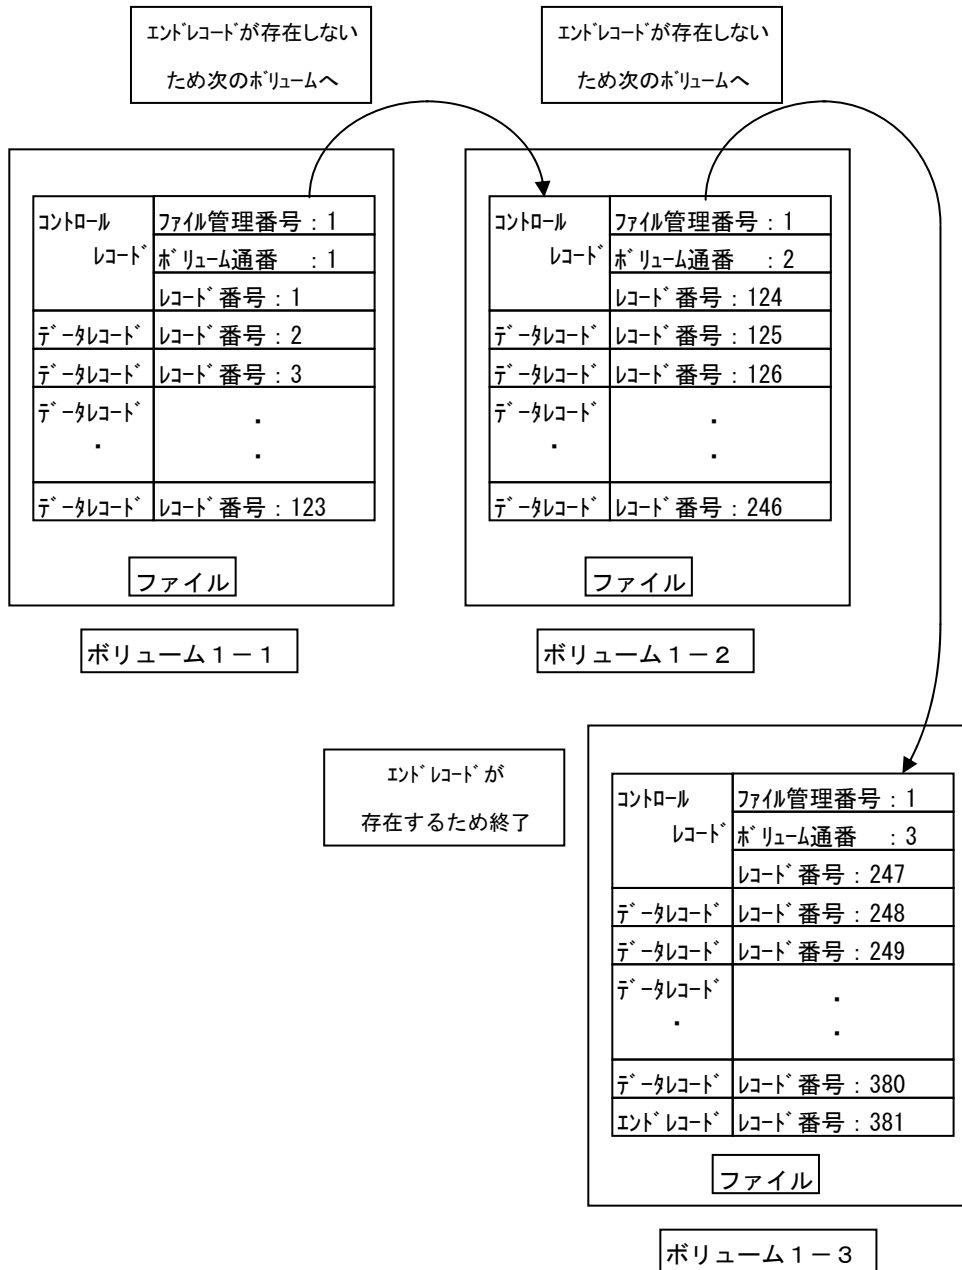 ｴﾝﾄﾞﾚｺｰﾄﾞが存在しない
ため次のﾎﾞﾘｭｰﾑへ
ｴﾝﾄﾞﾚｺｰﾄﾞが存在しない
ため次のﾎﾞﾘｭｰﾑへ
ｺﾝﾄﾛｰﾙ ﾌｧｲﾙ管理番号：1
ﾚｺｰﾄﾞ ﾎﾞﾘｭｰﾑ通番　：1
ﾚｺｰﾄﾞ番号：1
ﾃﾞｰﾀﾚｺｰﾄﾞ ﾚｺｰﾄﾞ番号：2
ﾃﾞｰﾀﾚｺｰﾄﾞ ﾚｺｰﾄﾞ番号：3
ﾃﾞｰﾀﾚｺｰﾄﾞ ・
・ ・
ﾃﾞｰﾀﾚｺｰﾄﾞ ﾚｺｰﾄﾞ番号：123
ファイル
ボリューム１－１
ｺﾝﾄﾛｰﾙ ﾌｧｲﾙ管理番号：1
ﾚｺｰﾄﾞ ﾎﾞﾘｭｰﾑ通番　：2
ﾚｺｰﾄﾞ番号：124
ﾃﾞｰﾀﾚｺｰﾄﾞ ﾚｺｰﾄﾞ番号：125
ﾃﾞｰﾀﾚｺｰﾄﾞ ﾚｺｰﾄﾞ番号：126
ﾃﾞｰﾀﾚｺｰﾄﾞ ・
・ ・
ﾃﾞｰﾀﾚｺｰﾄﾞ ﾚｺｰﾄﾞ番号：246
ファイル
ボリューム１－２
ｴﾝﾄﾞﾚｺｰﾄﾞが
存在するため終了
ｺﾝﾄﾛｰﾙ ﾌｧｲﾙ管理番号：1
ﾚｺｰﾄﾞ ﾎﾞﾘｭｰﾑ通番　：3
ﾚｺｰﾄﾞ番号：247
ﾃﾞｰﾀﾚｺｰﾄﾞ ﾚｺｰﾄﾞ番号：248
ﾃﾞｰﾀﾚｺｰﾄﾞ ﾚｺｰﾄﾞ番号：249
ﾃﾞｰﾀﾚｺｰﾄﾞ ・
・ ・
ﾃﾞｰﾀﾚｺｰﾄﾞ ﾚｺｰﾄﾞ番号：380
ｴﾝﾄﾞﾚｺｰﾄﾞ ﾚｺｰﾄﾞ番号：381
ファイル
ボリューム１－３